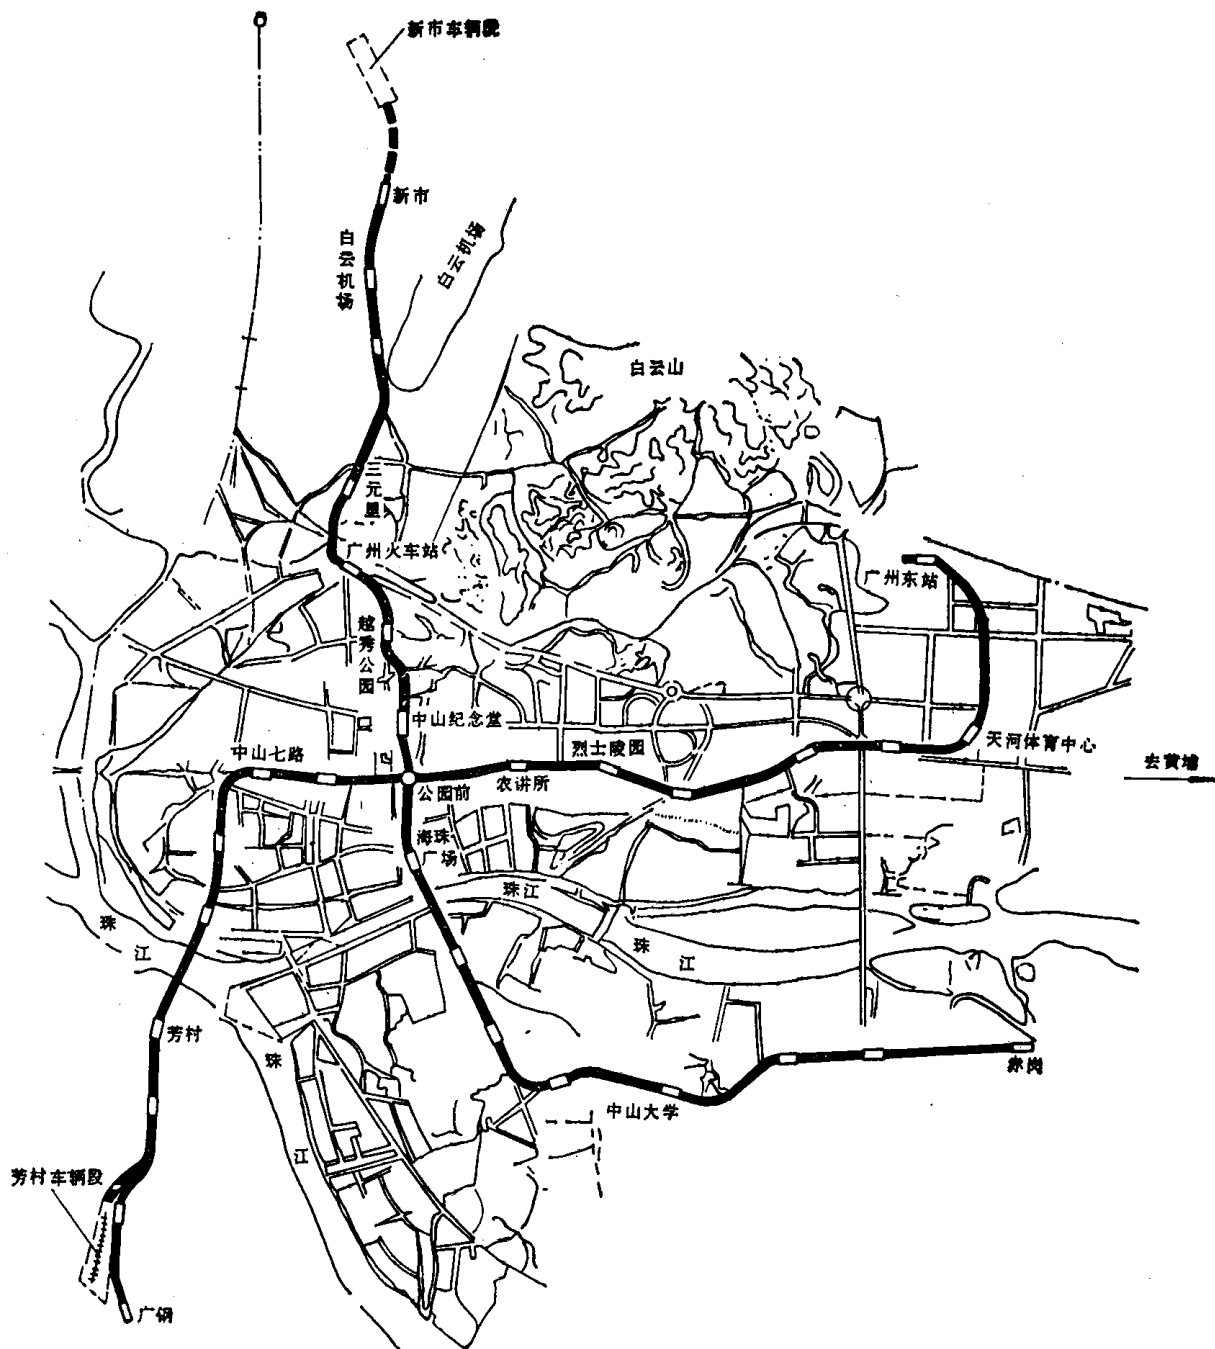 新市车辆段
新市
白云机场
白云机场
白云山
三元里
广州火车站
广州东站
越秀公园
中山纪念堂
烈士陵园
天河体育中心
中山七路
去黄埔
公园前
农讲所
海珠
广场
珠江
珠江
珠江
芳村
珠江
赤岗
中山大学
芳村车辆段
广钢